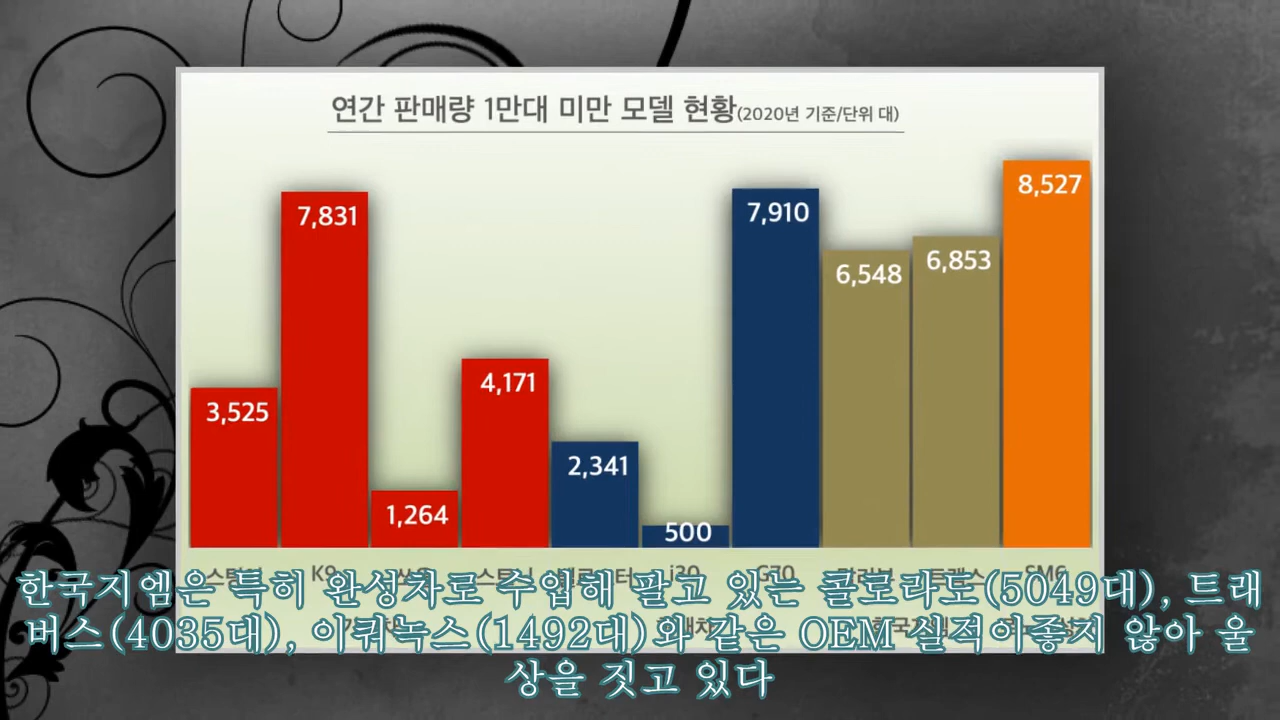 연간 판매량 1만대 미만 모델 현황(2020년 기준/단위 대)
3,525
7,831
1,264
4,171
2,341
500
7,910
6,548
6,853
8,527
K9
i30
G70
SM6
한국지엠은 특히 완성차로 수입해 팔고 있는 콜로라도(5049대), 트래
버스(4035대), 이쿼녹스(1492대)와 같은 OEM 실적이좋지 않아 울
상을 짓고 있다